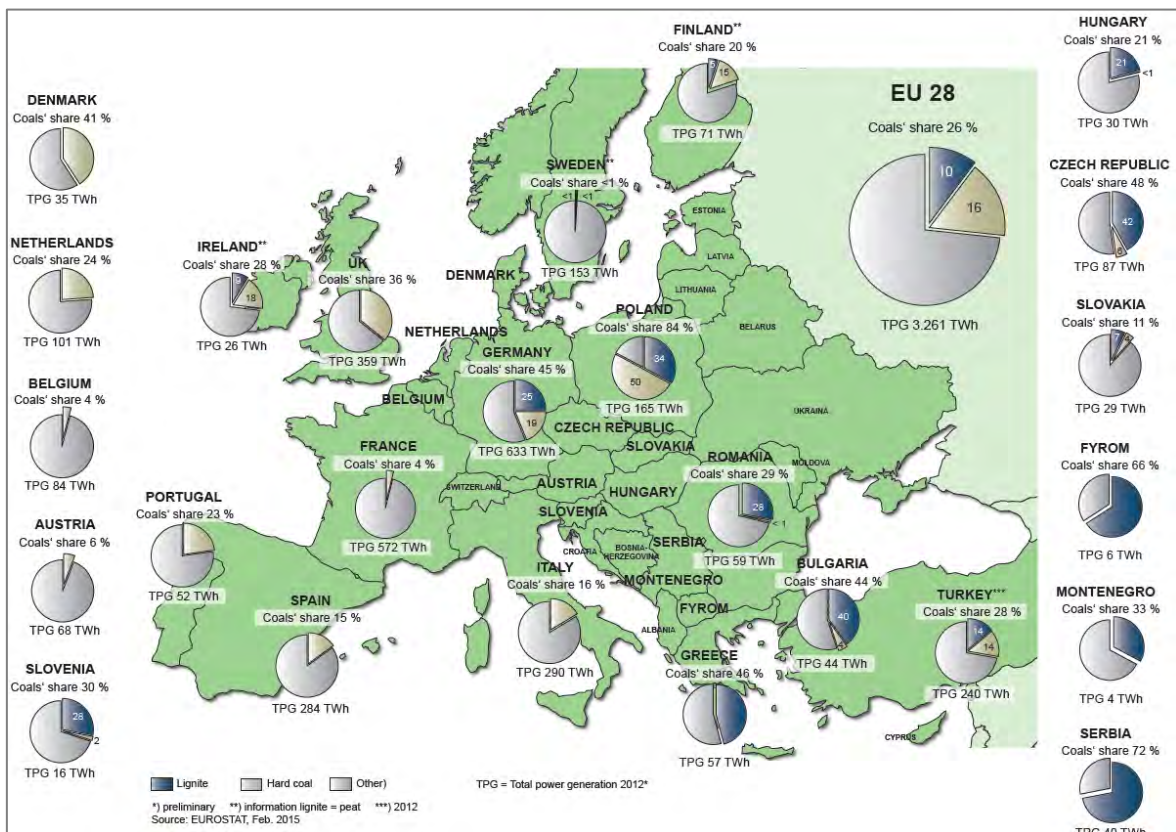 FINLAND**
Coals' share 20 %
5
15
TPG 71 TWh
HUNGARY
Coals' share 21 %
21
<1
TPG 30 TWh
DENMARK
Coals' share 41 %
TPG 35 TWh
EU 28
Coals' share 26 %
10
16
TPG 3.261 TWh
SWEDEN**
Coals' share <1 %
<1 <1
TPG 153 TWh
CZECH REPUBLIC
Coals' share 48 %
42
6
TPG 87 TWh
NETHERLANDS
Coals' share 24 %
TPG 101 TWh
IRELAND**
Coals' share 28 %
18
TPG 26 TWh
UK
Coals' share 36 %
TPG 359 TWh
DENMARK
NETHERLANDS
BELGIUM
ESTONIA
LATVIA
LITHUANIA
BELARUS
UKRAINA
MOLDOVA
POLAND
Coals' share 84 %
34
50
TPG 165 TWh
GERMANY
Coals' share 45 %
25
19
TPG 633 TWh
SLOVAKIA
Coals' share 11 %
7
TPG 29 TWh
BELGIUM
Coals' share 4 %
TPG 84 TWh
CZECH REPUBLIC
SLOVAKIA
AUSTRIA
HUNGARY
SLOVENIA
SWITZERLAND
CROATIA
BOSNIA-
HERZEGOVINA
SERBIA
MONTENEGRO
FYROM
ALBANIA
CYPRUS
FRANCE
Coals' share 4 %
TPG 572 TWh
ROMANIA
Coals' share 29 %
28
<1
TPG 59 TWh
FYROM
Coals' share 66 %
TPG 6 TWh
PORTUGAL
Coals' share 23 %
TPG 52 TWh
AUSTRIA
Coals' share 6 %
TPG 68 TWh
SPAIN
Coals' share 15 %
TPG 284 TWh
ITALY
Coals' share 16 %
TPG 290 TWh
BULGARIA
Coals' share 44 %
40
TPG 44 TWh
TURKEY***
Coals' share 28 %
14
14
TPG 240 TWh
MONTENEGRO
Coals' share 33 %
TPG 4 TWh
GREECE
Coals' share 46 %
TPG 57 TWh
SLOVENIA
Coals' share 30 %
28
2
TPG 16 TWh
SERBIA
Coals' share 72 %
TPG 40 TWh
Lignite
Hard coal
Other)
TPG = Total power generation 2012*
*) preliminary **) information lignite = peat ***) 2012
Source: EUROSTAT, Feb. 2015